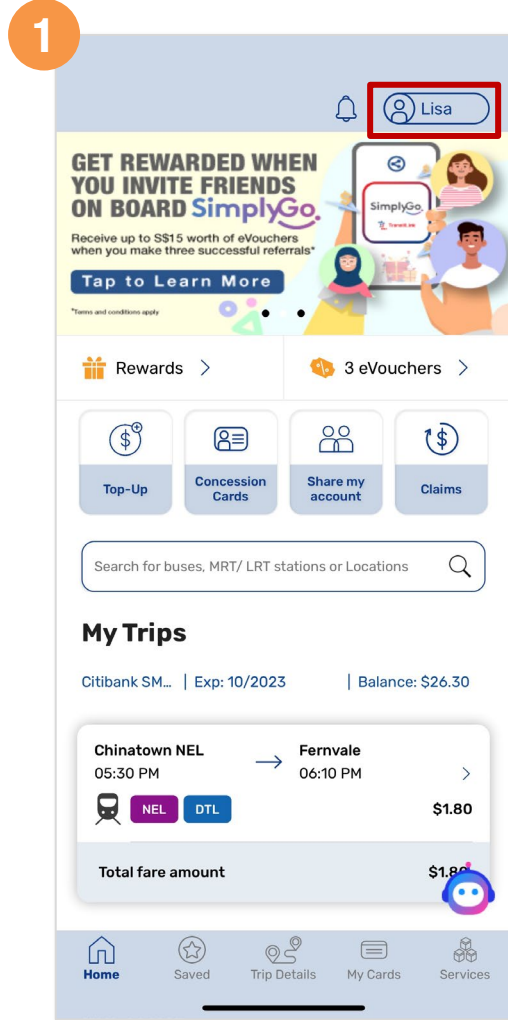 1
Lisa
GET REWARDED WHEN
YOU INVITE FRIENDS
ON BOARD SimplyGo.
Receive up to S$15 worth of eVouchers
when you make three successful referrals*
Tap to Learn More
*Terms and conditions apply
SimplyGo.
TransitLink
Rewards
3 eVouchers
Top-Up
Concession
Cards
Share my
account
Claims
Search for buses, MRT/ LRT stations or Locations
My Trips
Citibank SM... | Exp: 10/2023 | Balance: $26.30
Chinatown NEL
Fernvale
05:30 PM
06:10 PM
NEL DTL $1.80
Total fare amount $1.80
Home Saved Trip Details My Cards Services